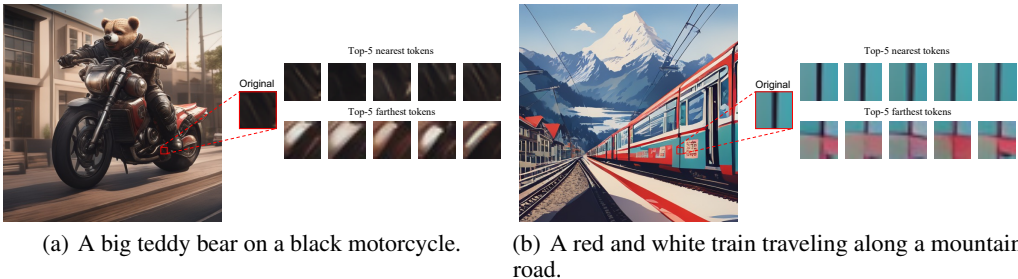 Top-5 nearest tokens
Original
Top-5 farthest tokens
Top-5 nearest tokens
Original
Top-5 farthest tokens
(a) A big teddy bear on a black motorcycle.
(b) A red and white train traveling along a mountain
road.